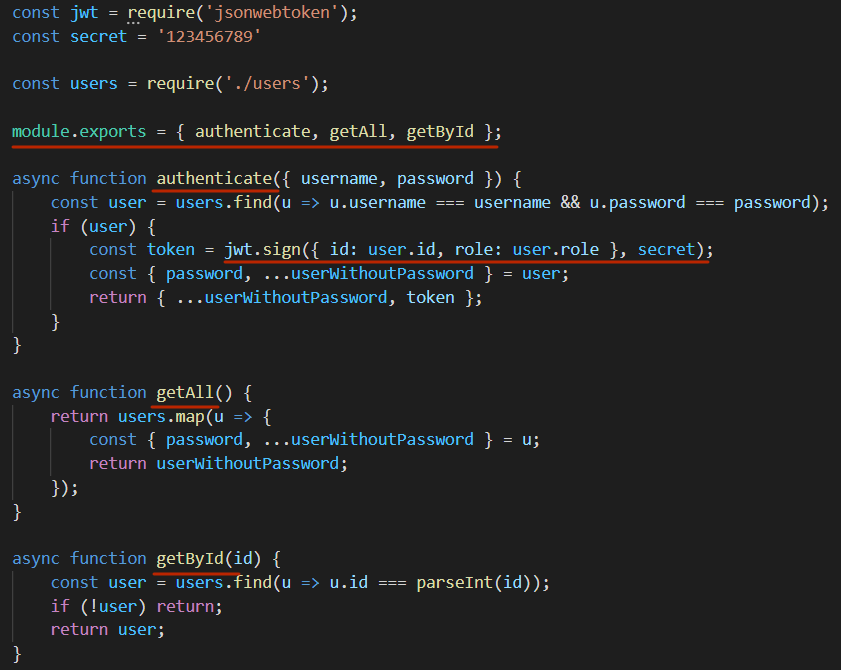 const jwt = require('jsonwebtoken');
const secret = '123456789'
const users = require('./users');
module.exports = { authenticate, getAll, getById };
async function authenticate({ username, password }) {
const user = users.find(u => u.username === username && u.password === password);
if (user) {
const token = jwt.sign({ id: user.id, role: user.role }, secret);
const { password, ...userWithoutPassword } = user;
return { ...userWithoutPassword, token };
}
}
async function getAll() {
return users.map(u => {
const { password, ...userWithoutPassword } = u;
return userWithoutPassword;
});
}
async function getById(id) {
const user = users.find(u => u.id === parseInt(id));
if (!user) return;
return user;
}